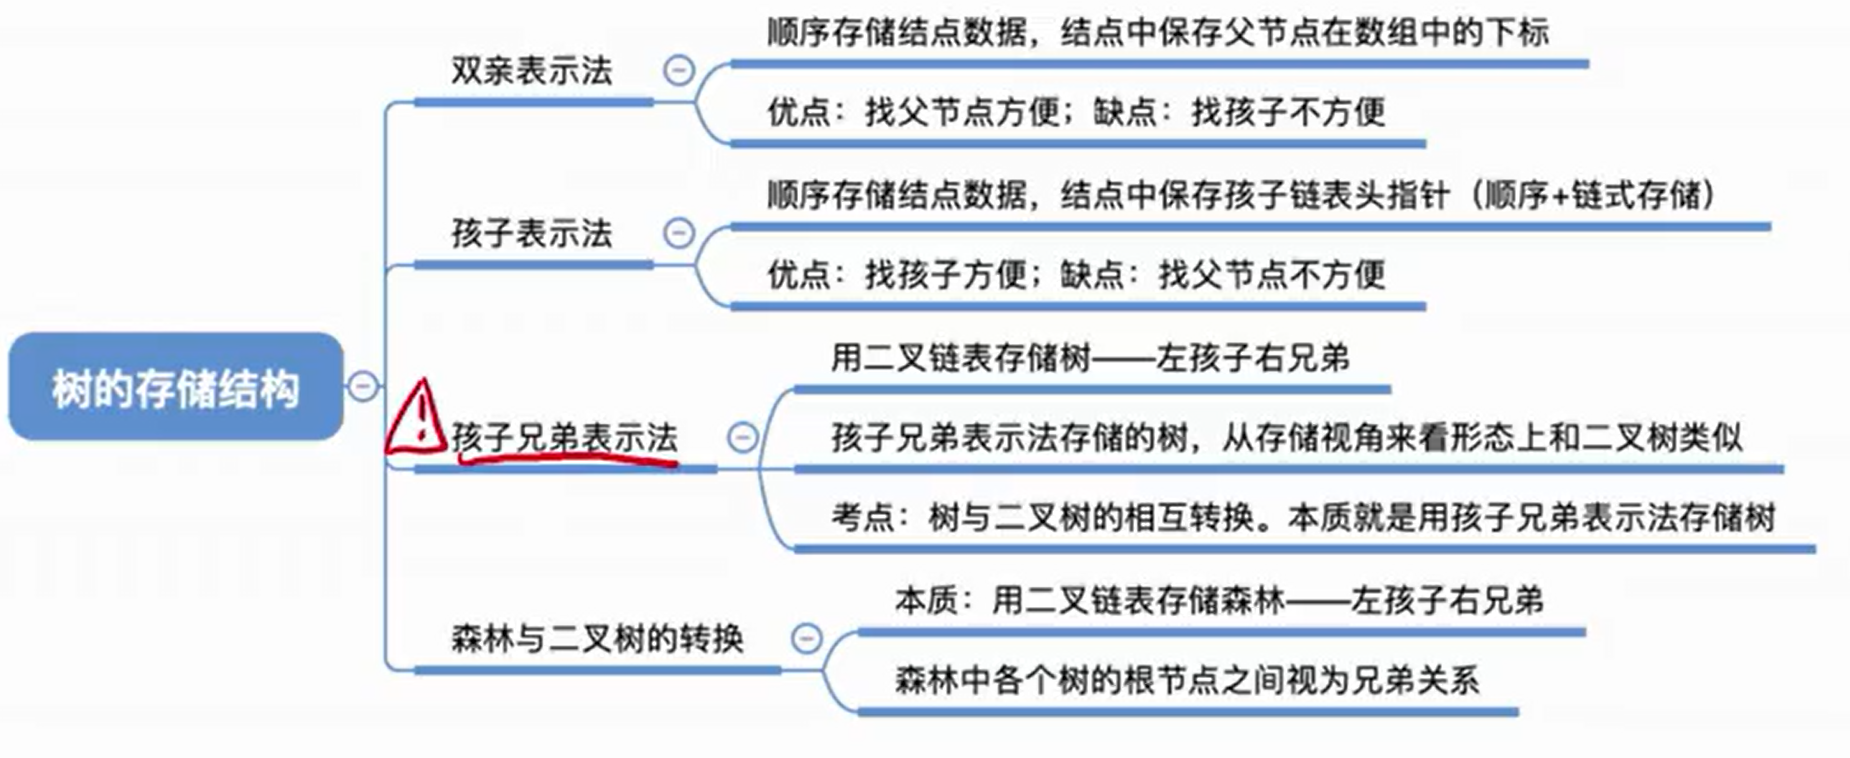 树的存储结构
双亲表示法
顺序存储结点数据，结点中保存父节点在数组中的下标
优点：找父节点方便；缺点：找孩子不方便
孩子表示法
顺序存储结点数据，结点中保存孩子链表头指针（顺序+链式存储）
优点：找孩子方便；缺点：找父节点不方便
孩子兄弟表示法
用二叉链表存储树——左孩子右兄弟
孩子兄弟表示法存储的树，从存储视角来看形态上和二叉树类似
考点：树与二叉树的相互转换。本质就是用孩子兄弟表示法存储树
森林与二叉树的转换
本质：用二叉链表存储森林——左孩子右兄弟
森林中各个树的根节点之间视为兄弟关系